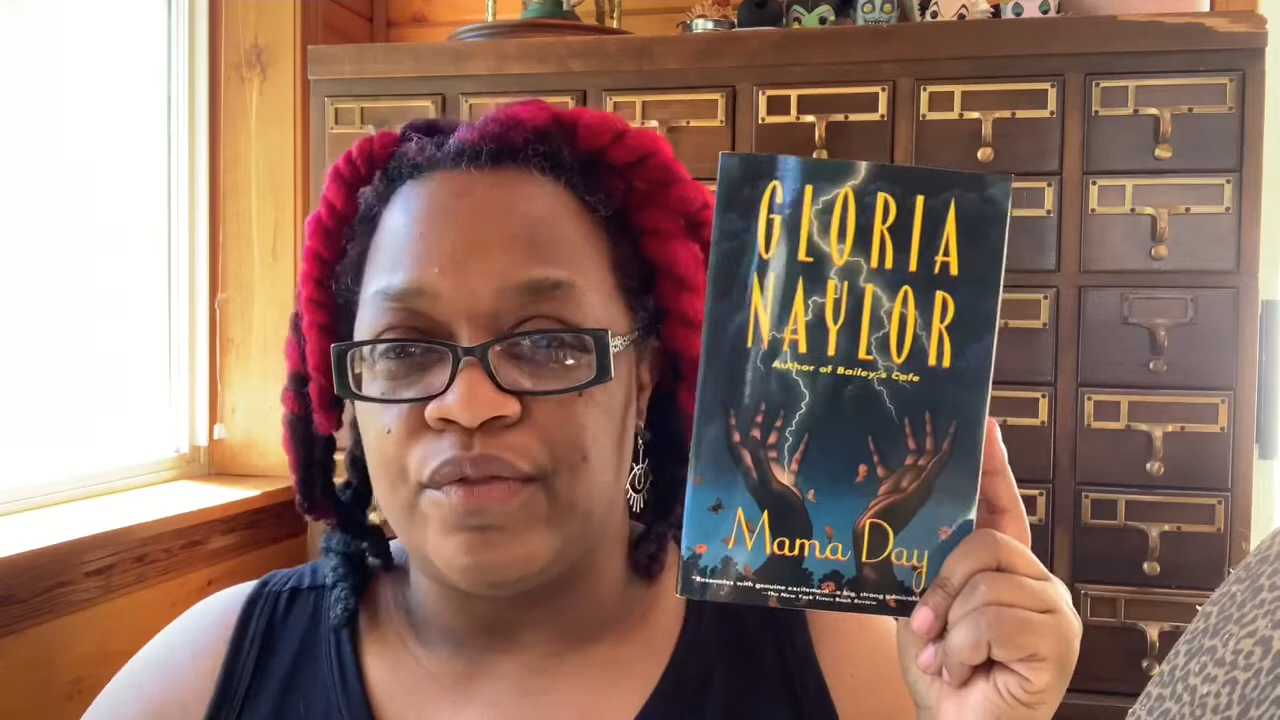 GLORIA
NAYLOR
Author of Bailey's Cafe
Mama Day
"Resonates with genuine excitement...a big, strong, admirabl
—The New York Times Book Review